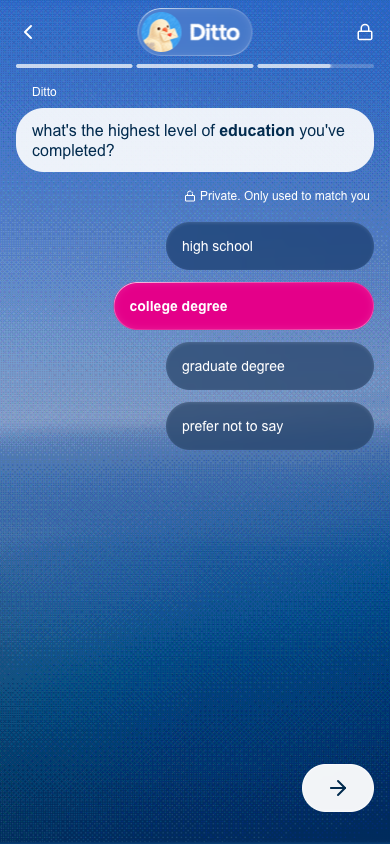 Ditto
Ditto
what's the highest level of education you've
completed?
Private. Only used to match you
high school
college degree
graduate degree
prefer not to say